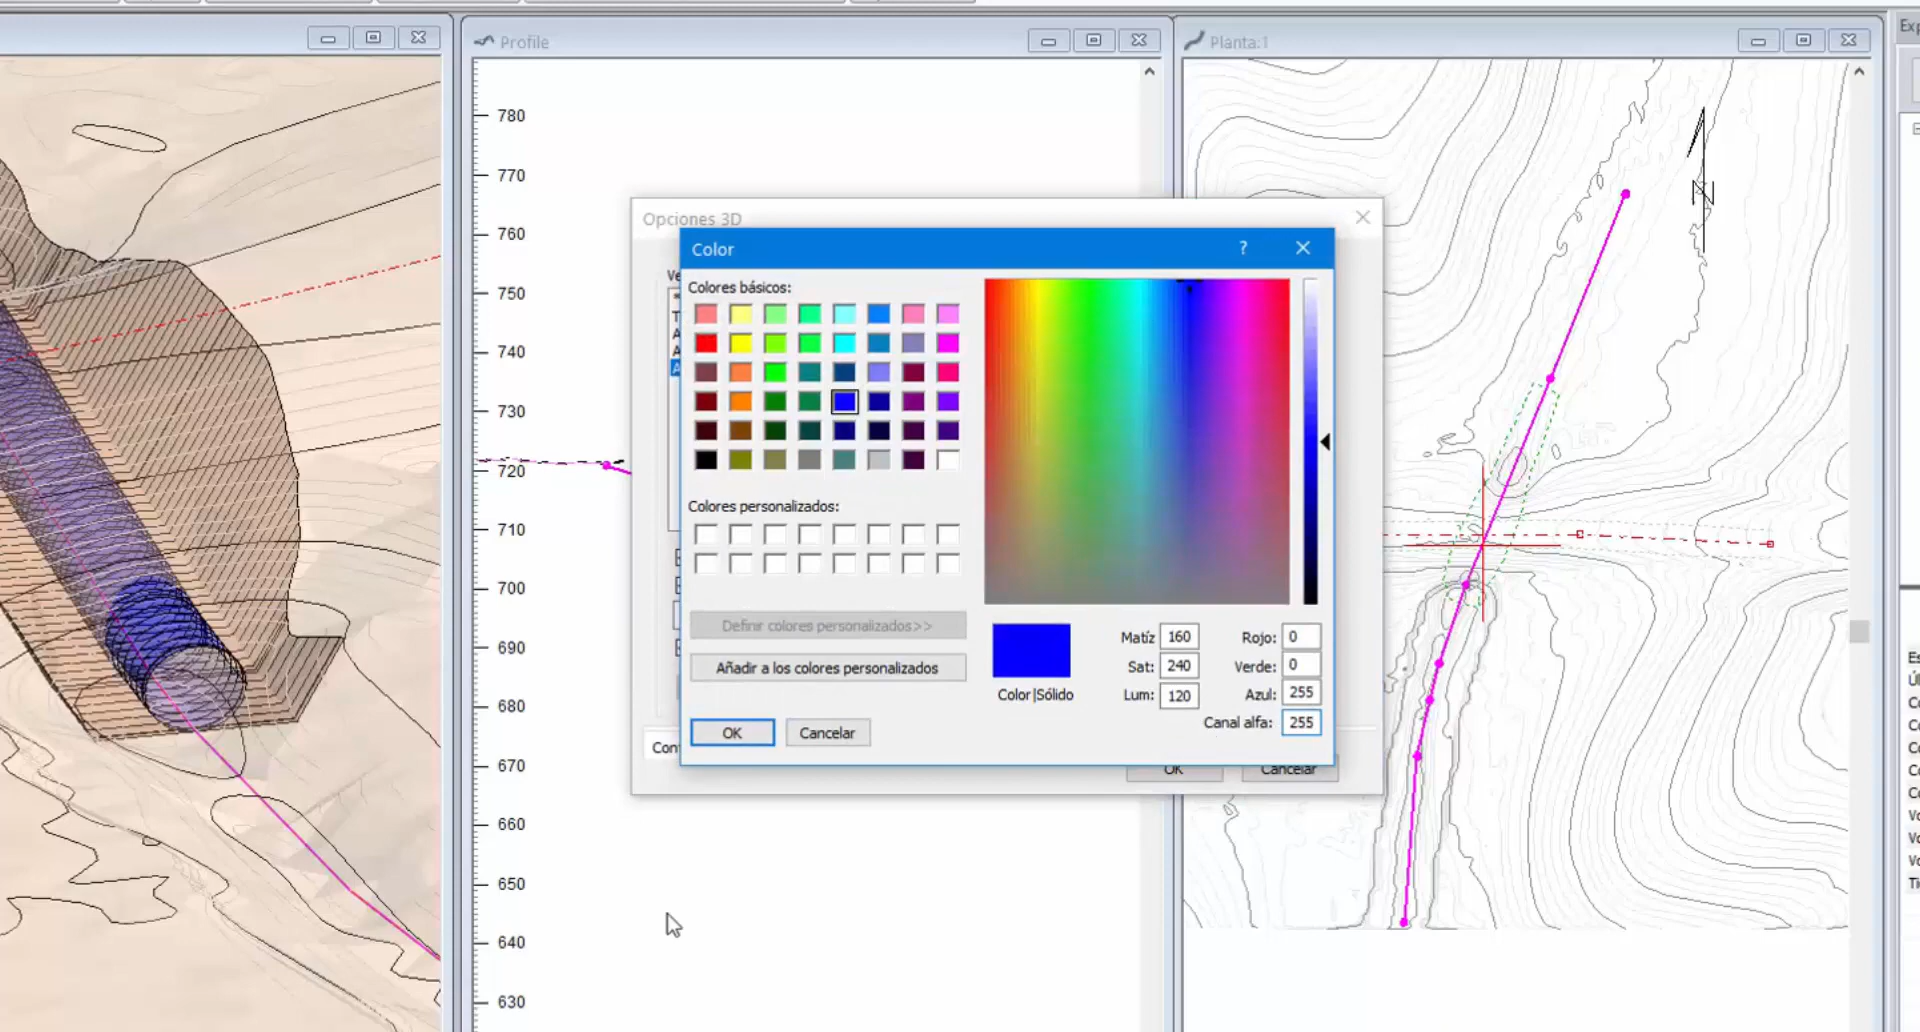 Profile
Planta:1
Exp
780
770
760
750
740
730
720
710
700
690
680
670
660
650
640
630
N
Opciones 3D
Color
?
Colores básicos:
Colores personalizados:
Definir colores personalizados>>
Añadir a los colores personalizados
OK
Cancelar
Color|Sólido
Matíz 160
Sat: 240
Lum: 120
Rojo: 0
Verde: 0
Azul: 255
Canal alfa: 255
OK
Cancelar